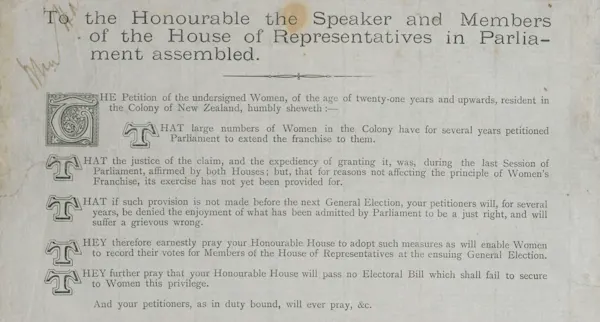 To the Honourable the Speaker and Members
of the House of Representatives in Parlia-
ment assembled.
THE Petition of the undersigned Women, of the age of twenty-one years and upwards, resident in
the Colony of New Zealand, humbly sheweth :—
THAT large numbers of Women in the Colony have for several years petitioned
Parliament to extend the franchise to them.
THAT the justice of the claim, and the expediency of granting it, was, during the last Session of
Parliament, affirmed by both Houses; but, that for reasons not affecting the principle of Women's
Franchise, its exercise has not yet been provided for.
THAT if such provision is not made before the next General Election, your petitioners will, for several
years, be denied the enjoyment of what has been admitted by Parliament to be a just right, and will
suffer a grievous wrong.
THEY therefore earnestly pray your Honourable House to adopt such measures as will enable Women
to record their votes for Members of the House of Representatives at the ensuing General Election.
THEY further pray that your Honourable House will pass no Electoral Bill which shall fail to secure
to Women this privilege.
And your petitioners, as in duty bound, will ever pray, &c.